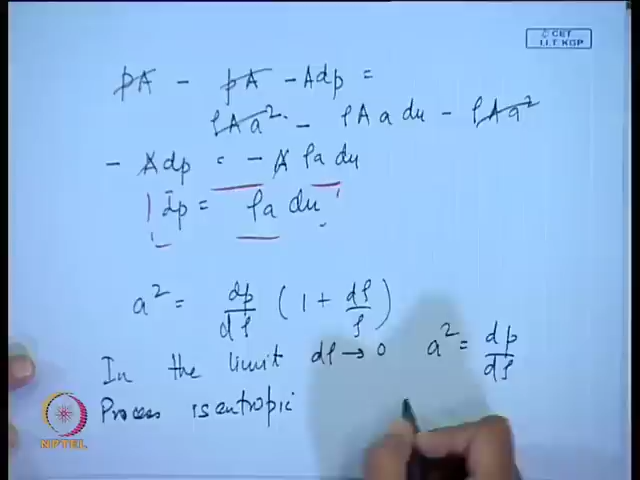 © CET
I.I.T. KGP
pA - pA - Adp =
ρAa² - ρAa du - ρAa²
- Adp = - A ρa du
dp = ρa du
a² = dp/dρ (1 + dρ/ρ)
In the limit dρ → 0 a² = dp/dρ
Process isentropic
NPTEL